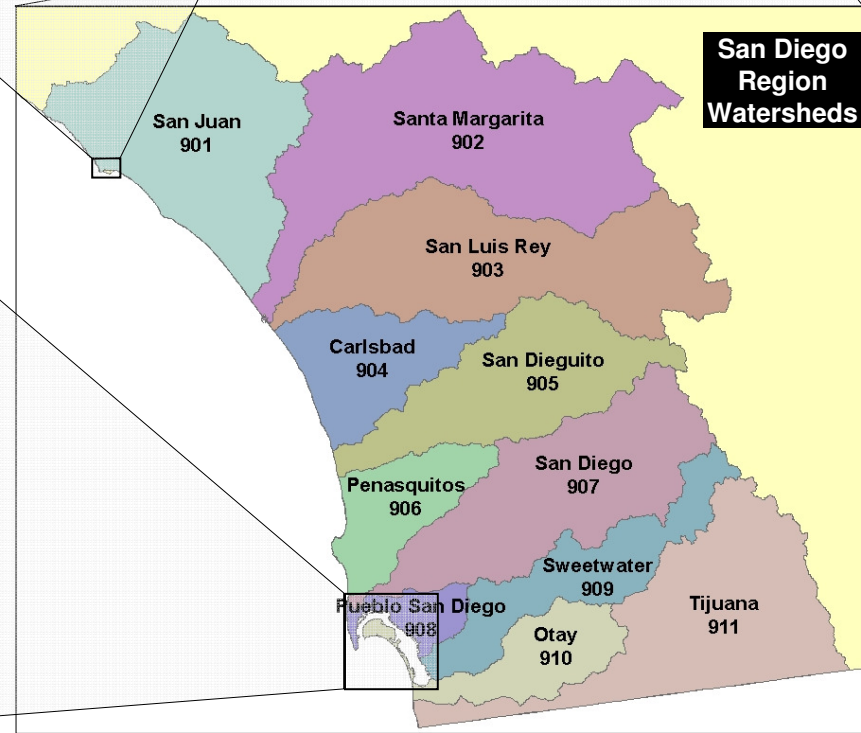 San Diego
Region
Watersheds
San Juan
901
Santa Margarita
902
San Luis Rey
903
Carlsbad
904
San Dieguito
905
San Diego
907
Penasquitos
906
Sweetwater
909
Pueblo San Diego
908
Tijuana
911
Otay
910